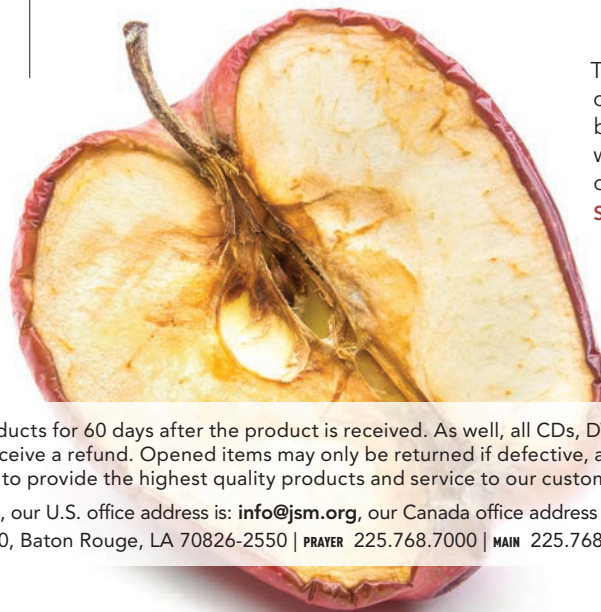 ducts for 60 days after the product is received. As well, all CDs,
ceive a refund. Opened items may only be returned if defective,
to provide the highest quality products and service to our
, our U.S. office address is: info@jsm.org, our Canada office address
0, Baton Rouge, LA 70826-2550 | PRAYER 225.768.7000 | MAIN 225.768